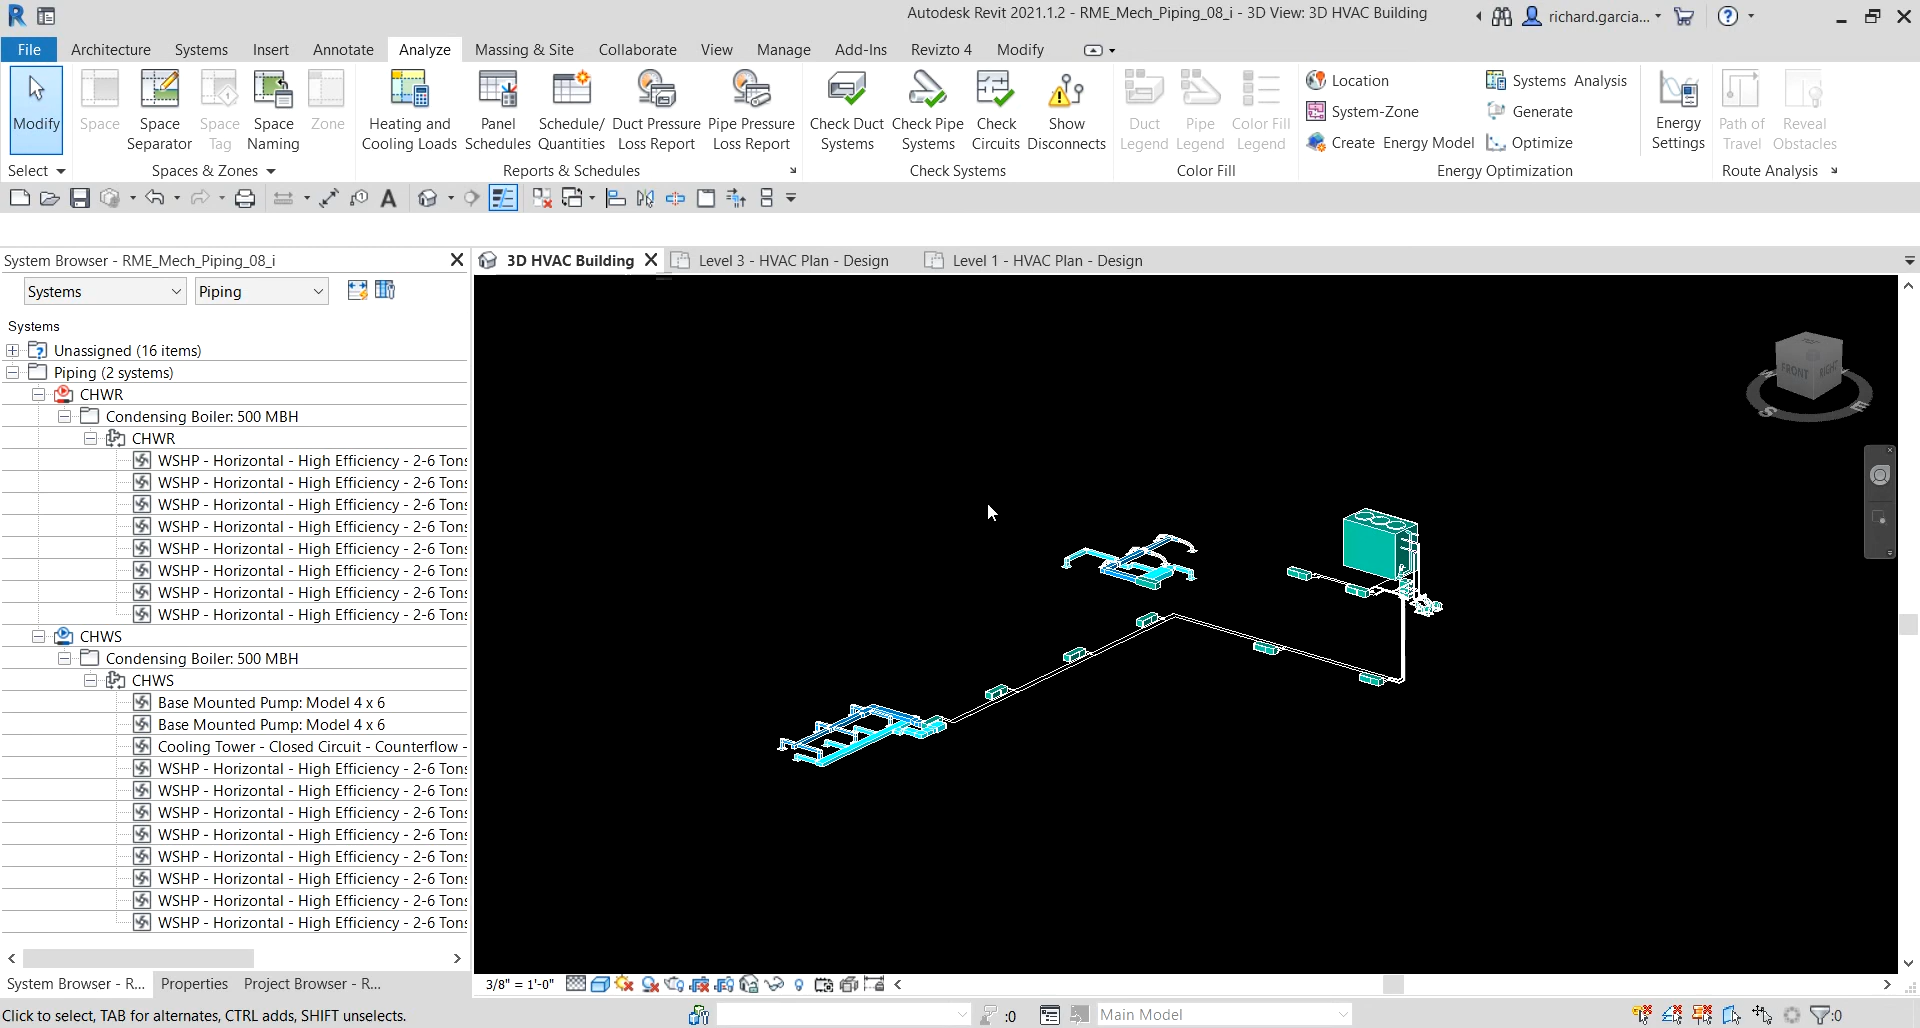 Autodesk Revit 2021.1.2 - RME_Mech_Piping_08_i - 3D View: 3D HVAC Building
richard.garcia...
File Architecture Systems Insert Annotate Analyze Massing & Site Collaborate View Manage Add-Ins Revizto 4 Modify
Modify
Space
Space Separator
Space Tag
Space Naming
Zone
Heating and Cooling Loads
Panel Schedules
Schedule/ Quantities
Duct Pressure Loss Report
Pipe Pressure Loss Report
Check Duct Systems
Check Pipe Systems
Check Circuits
Show Disconnects
Duct Legend
Pipe Legend
Color Fill Legend
Location
System-Zone
Create Energy Model
Systems Analysis
Generate
Optimize
Energy Settings
Path of Travel
Reveal Obstacles
Select Spaces & Zones Reports & Schedules Check Systems Color Fill Energy Optimization Route Analysis
System Browser - RME_Mech_Piping_08_i
3D HVAC Building Level 3 - HVAC Plan - Design Level 1 - HVAC Plan - Design
Systems Piping
Systems
Unassigned (16 items)
Piping (2 systems)
CHWR
Condensing Boiler: 500 MBH
CHWR
WSHP - Horizontal - High Efficiency - 2-6 Tons
WSHP - Horizontal - High Efficiency - 2-6 Tons
WSHP - Horizontal - High Efficiency - 2-6 Tons
WSHP - Horizontal - High Efficiency - 2-6 Tons
WSHP - Horizontal - High Efficiency - 2-6 Tons
WSHP - Horizontal - High Efficiency - 2-6 Tons
WSHP - Horizontal - High Efficiency - 2-6 Tons
WSHP - Horizontal - High Efficiency - 2-6 Tons
CHWS
Condensing Boiler: 500 MBH
CHWS
Base Mounted Pump: Model 4 x 6
Base Mounted Pump: Model 4 x 6
Cooling Tower - Closed Circuit - Counterflow -
WSHP - Horizontal - High Efficiency - 2-6 Tons
WSHP - Horizontal - High Efficiency - 2-6 Tons
WSHP - Horizontal - High Efficiency - 2-6 Tons
WSHP - Horizontal - High Efficiency - 2-6 Tons
WSHP - Horizontal - High Efficiency - 2-6 Tons
WSHP - Horizontal - High Efficiency - 2-6 Tons
WSHP - Horizontal - High Efficiency - 2-6 Tons
WSHP - Horizontal - High Efficiency - 2-6 Tons
FRONT RIGHT
S E
System Browser - R... Properties Project Browser - R...
3/8" = 1'-0"
Click to select, TAB for alternates, CTRL adds, SHIFT unselects.
:0
Main Model
:0